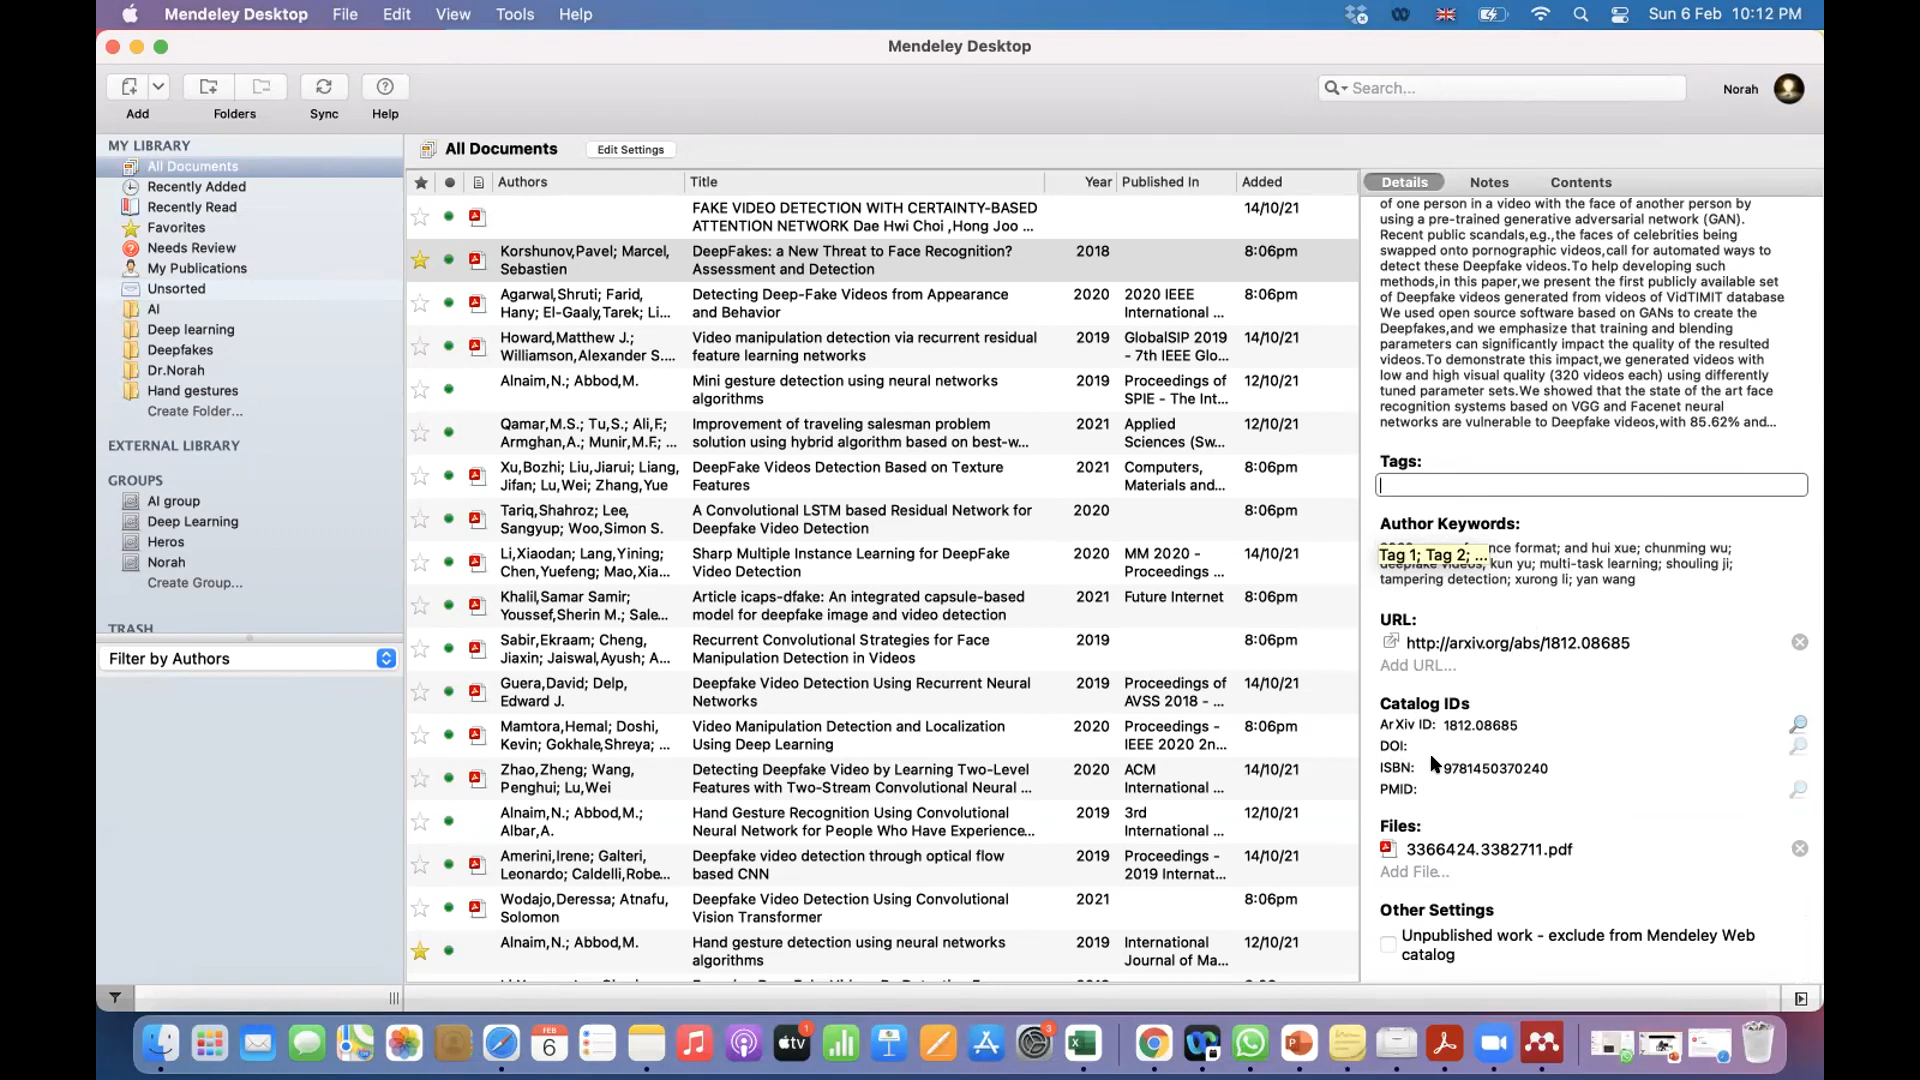 Mendeley Desktop File Edit View Tools Help
Sun 6 Feb 10:12 PM
Mendeley Desktop
Add
Folders
Sync
Help
Search...
Norah
MY LIBRARY
All Documents
Recently Added
Recently Read
Favorites
Needs Review
My Publications
Unsorted
AI
Deep learning
Deepfakes
Dr.Norah
Hand gestures
Create Folder...
EXTERNAL LIBRARY
GROUPS
AI group
Deep Learning
Heros
Norah
Create Group...
TRASH
Filter by Authors
All Documents
Edit Settings
Authors Title Year Published In Added
FAKE VIDEO DETECTION WITH CERTAINTY-BASED 14/10/21
ATTENTION NETWORK Dae Hwi Choi ,Hong Joo ...
Korshunov,Pavel; Marcel, DeepFakes: a New Threat to Face Recognition? 2018 8:06pm
Sebastien Assessment and Detection
Agarwal,Shruti; Farid, Detecting Deep-Fake Videos from Appearance 2020 2020 IEEE 8:06pm
Hany; El-Gaaly,Tarek; Li... and Behavior International ...
Howard,Matthew J.; Video manipulation detection via recurrent residual 2019 GlobalSIP 2019 8:06pm
Williamson,Alexander S.... feature learning networks - 7th IEEE Glo...
Alnaim,N.; Abbod,M. Mini gesture detection using neural networks 2019 Proceedings of 12/10/21
algorithms SPIE - The Int...
Qamar,M.S.; Tu,S.; Ali,F.; Improvement of traveling salesman problem 2021 Applied 12/10/21
Armghan,A.; Munir,M.F.; ... solution using hybrid algorithm based on best-w... Sciences (Sw...
Xu,Bozhi; Liu,Jiarui; Liang, DeepFake Videos Detection Based on Texture 2021 Computers, 8:06pm
Jifan; Lu,Wei; Zhang,Yue Features Materials and...
Tariq,Shahroz; Lee, A Convolutional LSTM based Residual Network for 2020 8:06pm
Sangyup; Woo,Simon S. Deepfake Video Detection
Li,Xiaodan; Lang,Yining; Sharp Multiple Instance Learning for DeepFake 2020 MM 2020 - 14/10/21
Chen,Yuefeng; Mao,Xia... Video Detection Proceedings ...
Khalil,Samar Samir; Article icaps-dfake: An integrated capsule-based 2021 Future Internet 8:06pm
Youssef,Sherin M.; Sale... model for deepfake image and video detection
Sabir,Ekraam; Cheng, Recurrent Convolutional Strategies for Face 2019 8:06pm
Jiaxin; Jaiswal,Ayush; A... Manipulation Detection in Videos
Guera,David; Delp, Deepfake Video Detection Using Recurrent Neural 2019 Proceedings of 14/10/21
Edward J. Networks AVSS 2018 - ...
Mamtora,Hemal; Doshi, Video Manipulation Detection and Localization 2020 Proceedings - 8:06pm
Kevin; Gokhale,Shreya; ... Using Deep Learning IEEE 2020 2n...
Zhao,Zheng; Wang, Detecting Deepfake Video by Learning Two-Level 2020 ACM 14/10/21
Penghui; Lu,Wei Features with Two-Stream Convolutional Neural ... International ...
Alnaim,N.; Abbod,M.; Hand Gesture Recognition Using Convolutional 2019 3rd 12/10/21
Albar,A. Neural Network for People Who Have Experience... International ...
Amerini,Irene; Galteri, Deepfake video detection through optical flow 2019 Proceedings - 14/10/21
Leonardo; Caldelli,Robe... based CNN 2019 Internat...
Wodajo,Deressa; Atnafu, Deepfake Video Detection Using Convolutional 2021 8:06pm
Solomon Vision Transformer
Alnaim,N.; Abbod,M. Hand gesture detection using neural networks 2019 International 12/10/21
algorithms Journal of Ma...
Details Notes Contents
of one person in a video with the face of another person by
using a pre-trained generative adversarial network (GAN).
Recent public scandals,e.g.,the faces of celebrities being
swapped onto pornographic videos,call for automated ways to
detect these Deepfake videos.To help developing such
methods,in this paper,we present the first publicly available set
of Deepfake videos generated from videos of VidTIMIT database
We used open source software based on GANs to create the
Deepfakes,and we emphasize that training and blending
parameters can significantly impact the quality of the resulted
videos.To demonstrate this impact,we generated videos with
low and high visual quality (320 videos each) using differently
tuned parameter sets.We showed that the state of the art face
recognition systems based on VGG and Facenet neural
networks are vulnerable to Deepfake videos,with 85.62% and...
Tags:
Author Keywords:
Tag 1; Tag 2; ...
format; and hui xue; chunming wu;
deepfake videos; kun yu; multi-task learning; shouling ji;
tampering detection; xurong li; yan wang
URL:
http://arxiv.org/abs/1812.08685
Add URL...
Catalog IDs
ArXiv ID: 1812.08685
DOI:
ISBN: 9781450370240
PMID:
Files:
3366424.3382711.pdf
Add File...
Other Settings
Unpublished work - exclude from Mendeley Web
catalog
FEB
6
tv
1
3